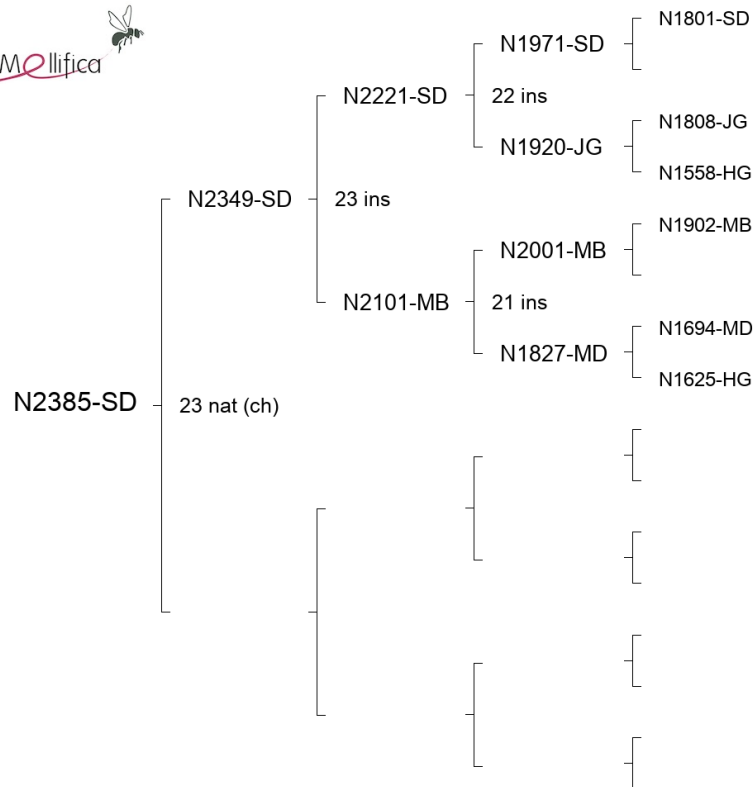 Mellifica
N1801-SD
N1971-SD
N2221-SD
22 ins
N1808-JG
N1920-JG
N1558-HG
N2349-SD
23 ins
N1902-MB
N2001-MB
N2101-MB
21 ins
N1694-MD
N1827-MD
N1625-HG
N2385-SD
23 nat (ch)